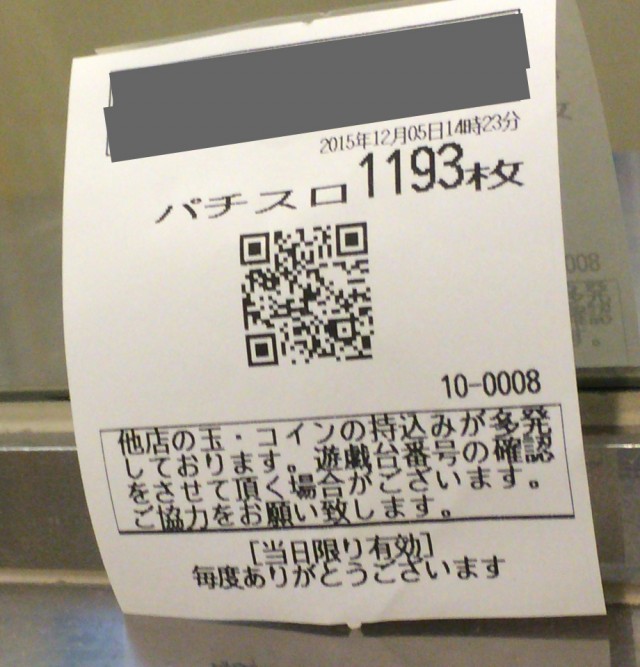 2015年12月05日14時23分
パチスロ1193枚
10-0008
他店の玉・コインの持込みが多発
しております。遊戯台番号の確認
をさせて頂く場合がございます。
ご協力をお願い致します。
[当日限り有効]
毎度ありがとうございます